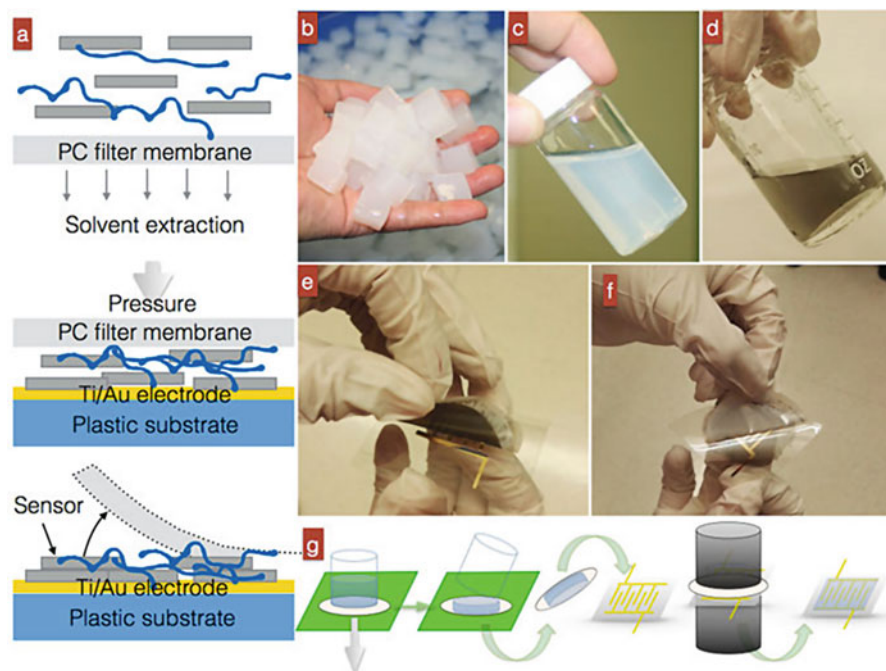 a
PC filter membrane
Solvent extraction
Pressure
PC filter membrane
Ti/Au electrode
Plastic substrate
Sensor
Ti/Au electrode
Plastic substrate
b
c
d
OZ
e
f
g